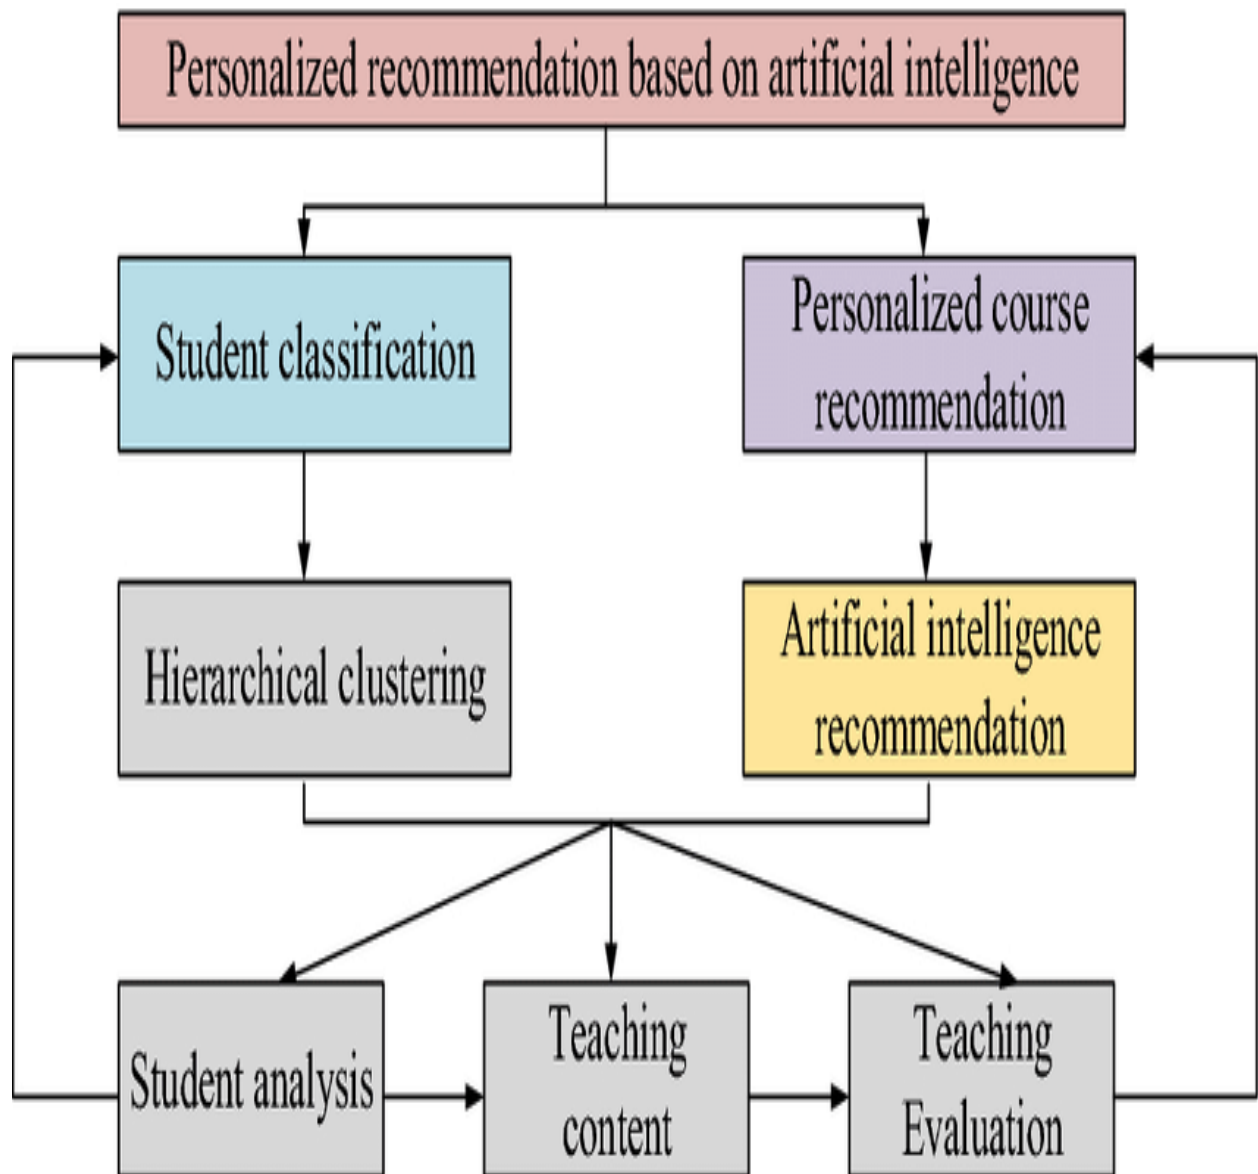 Personalized recommendation based on artificial intelligence
Student classification
Personalized course
recommendation
Hierarchical clustering
Artificial intelligence
recommendation
Student analysis
Teaching
content
Teaching
Evaluation